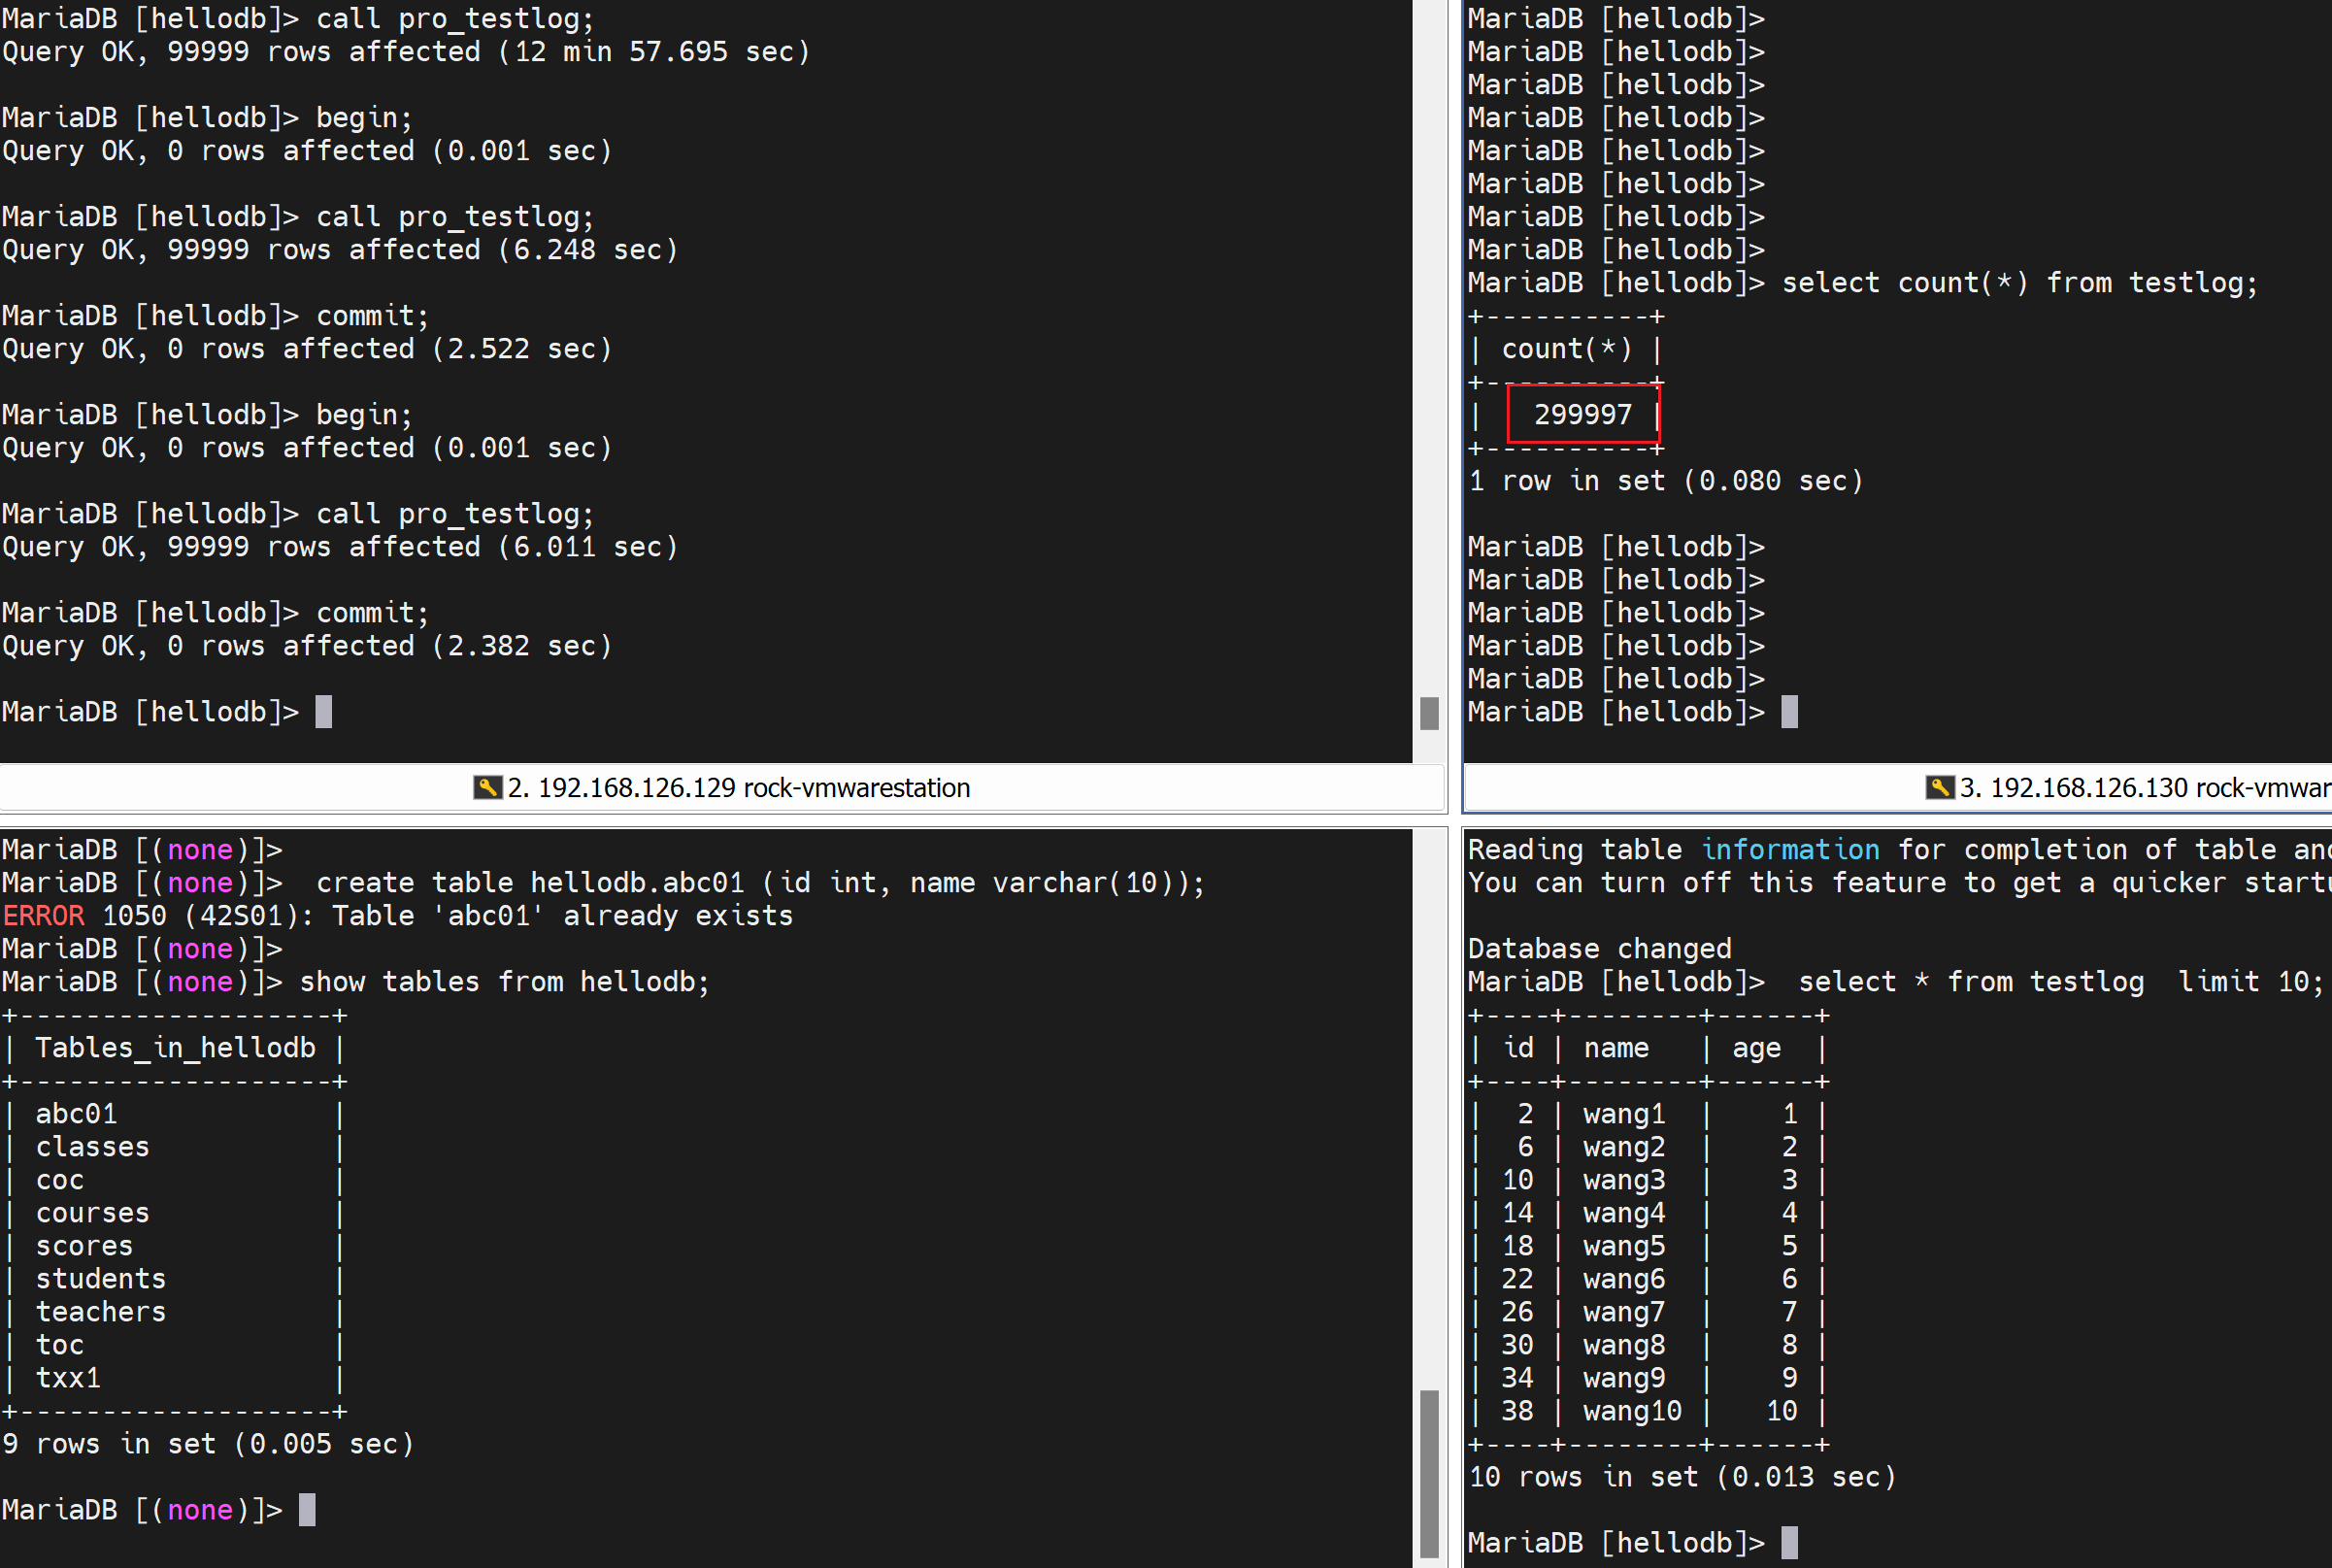 MariaDB [hellodb]> call pro_testlog;
Query OK, 99999 rows affected (12 min 57.695 sec)
MariaDB [hellodb]> begin;
Query OK, 0 rows affected (0.001 sec)
MariaDB [hellodb]> call pro_testlog;
Query OK, 99999 rows affected (6.248 sec)
MariaDB [hellodb]> commit;
Query OK, 0 rows affected (2.522 sec)
MariaDB [hellodb]> begin;
Query OK, 0 rows affected (0.001 sec)
MariaDB [hellodb]> call pro_testlog;
Query OK, 99999 rows affected (6.011 sec)
MariaDB [hellodb]> commit;
Query OK, 0 rows affected (2.382 sec)
MariaDB [hellodb]>
MariaDB [hellodb]>
MariaDB [hellodb]>
MariaDB [hellodb]>
MariaDB [hellodb]>
MariaDB [hellodb]>
MariaDB [hellodb]>
MariaDB [hellodb]>
MariaDB [hellodb]>
MariaDB [hellodb]> select count(*) from testlog;
+----------+
| count(*) |
+----------+
| 299997 |
+----------+
1 row in set (0.080 sec)
MariaDB [hellodb]>
MariaDB [hellodb]>
MariaDB [hellodb]>
MariaDB [hellodb]>
MariaDB [hellodb]>
MariaDB [hellodb]>
2. 192.168.126.129 rock-vmwarestation
3. 192.168.126.130 rock-vmwar
MariaDB [(none)]>
MariaDB [(none)]>  create table hellodb.abc01 (id int, name varchar(10));
ERROR 1050 (42S01): Table 'abc01' already exists
MariaDB [(none)]>
MariaDB [(none)]> show tables from hellodb;
+-------------------+
| Tables_in_hellodb |
+-------------------+
| abc01             |
| classes           |
| coc               |
| courses           |
| scores            |
| students          |
| teachers          |
| toc               |
| txx1              |
+-------------------+
9 rows in set (0.005 sec)
MariaDB [(none)]>
Reading table information for completion of table and
You can turn off this feature to get a quicker startu
Database changed
MariaDB [hellodb]>  select * from testlog  limit 10;
+----+--------+------+
| id | name   | age  |
+----+--------+------+
|  2 | wang1  |    1 |
|  6 | wang2  |    2 |
| 10 | wang3  |    3 |
| 14 | wang4  |    4 |
| 18 | wang5  |    5 |
| 22 | wang6  |    6 |
| 26 | wang7  |    7 |
| 30 | wang8  |    8 |
| 34 | wang9  |    9 |
| 38 | wang10 |   10 |
+----+--------+------+
10 rows in set (0.013 sec)
MariaDB [hellodb]>